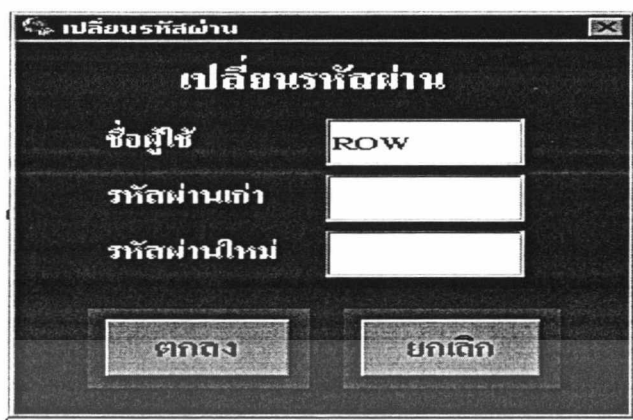 เปลี่ยนรหัสผ่าน
เปลี่ยนรหัสผ่าน
ชื่อผู้ใช้ ROW
รหัสผ่านเก่า
รหัสผ่านใหม่
ตกลง ยกเลิก